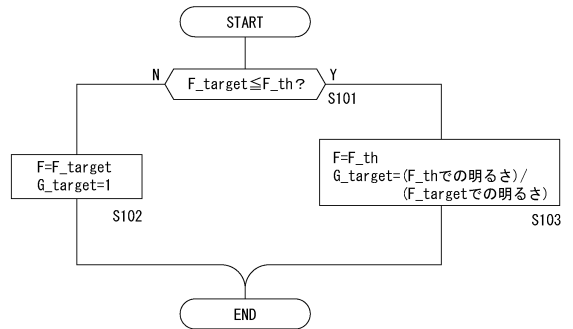 START
F_target≦F_th？
N
Y
S101
F=F_target
G_target=1
S102
F=F_th
G_target=(F_thでの明るさ)/
(F_targetでの明るさ)
S103
END